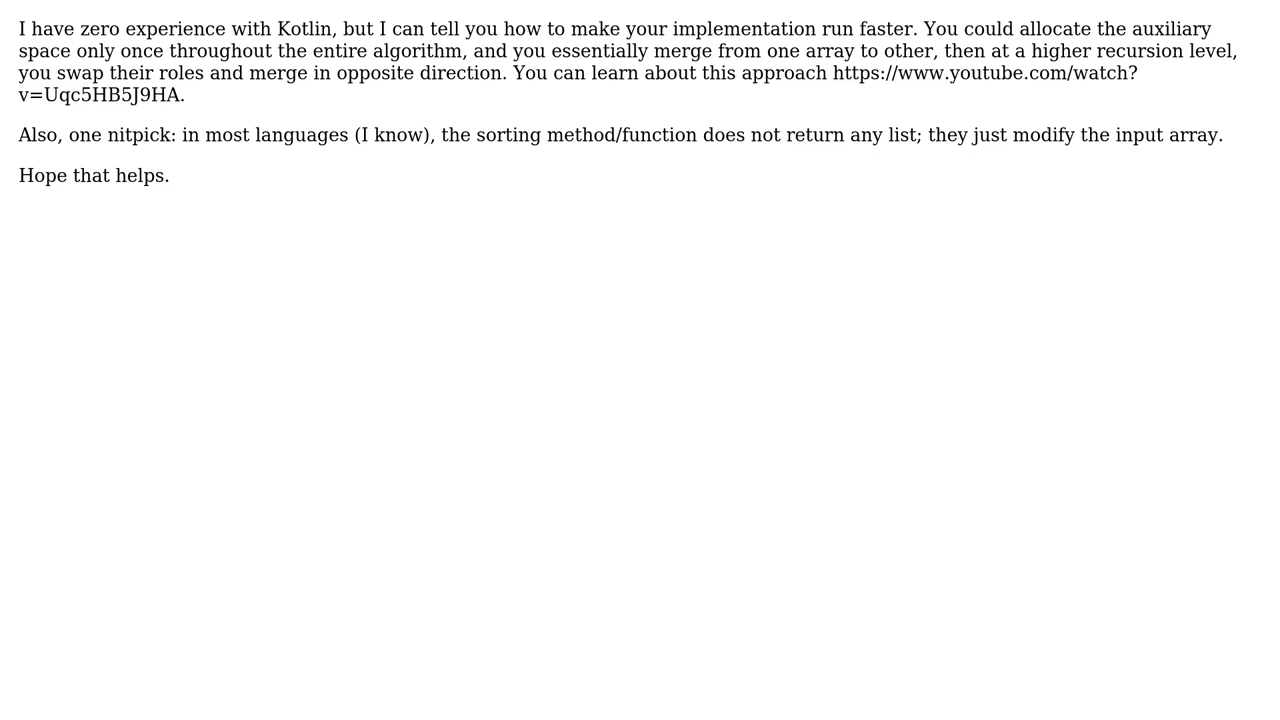 I have zero experience with Kotlin, but I can tell you how to make your implementation run faster. You could allocate the auxiliary
space only once throughout the entire algorithm, and you essentially merge from one array to other, then at a higher recursion level,
you swap their roles and merge in opposite direction. You can learn about this approach https://www.youtube.com/watch?
v=Uqc5HB5J9HA.
Also, one nitpick: in most languages (I know), the sorting method/function does not return any list; they just modify the input array.
Hope that helps.